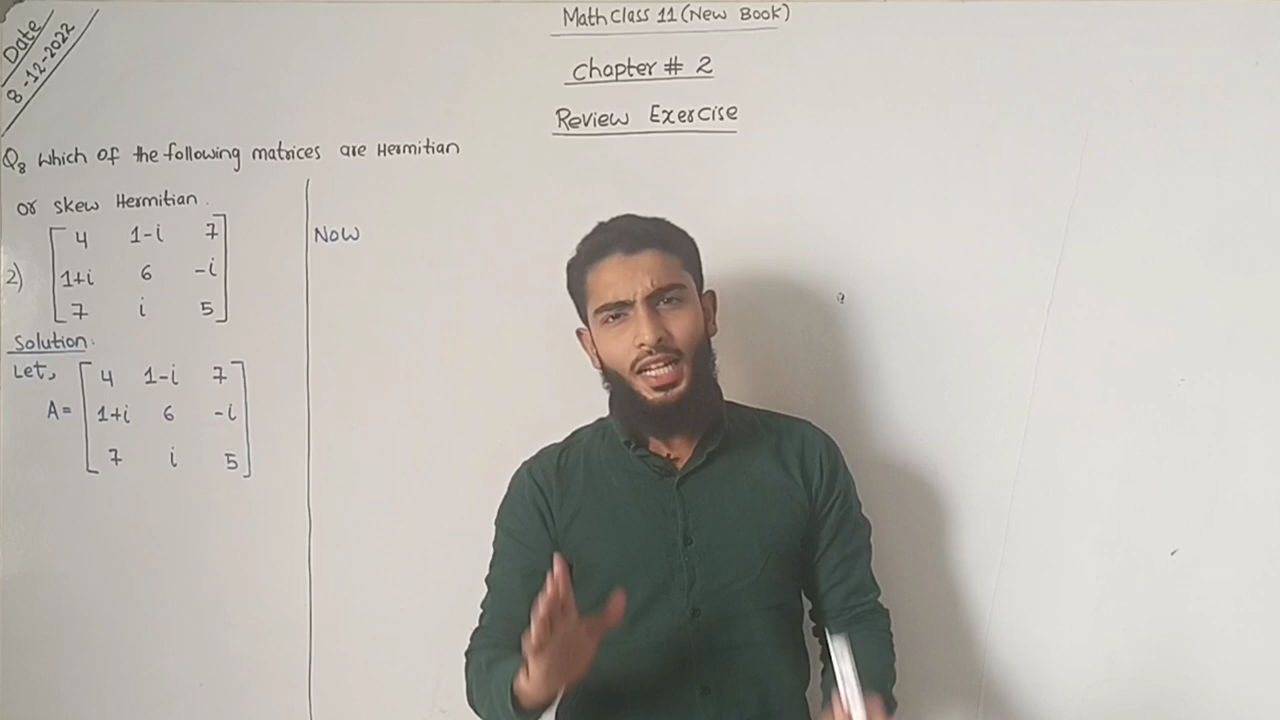 Date
8-12-2022
Math Class 11 (New Book)
Chapter # 2
Review Exercise
Q8 Which of the following matrices are Hermitian
or skew Hermitian.
2)
4 1-i 7
1+i 6 -i
7 i 5
Solution:
Let,
A=
4 1-i 7
1+i 6 -i
7 i 5
Now